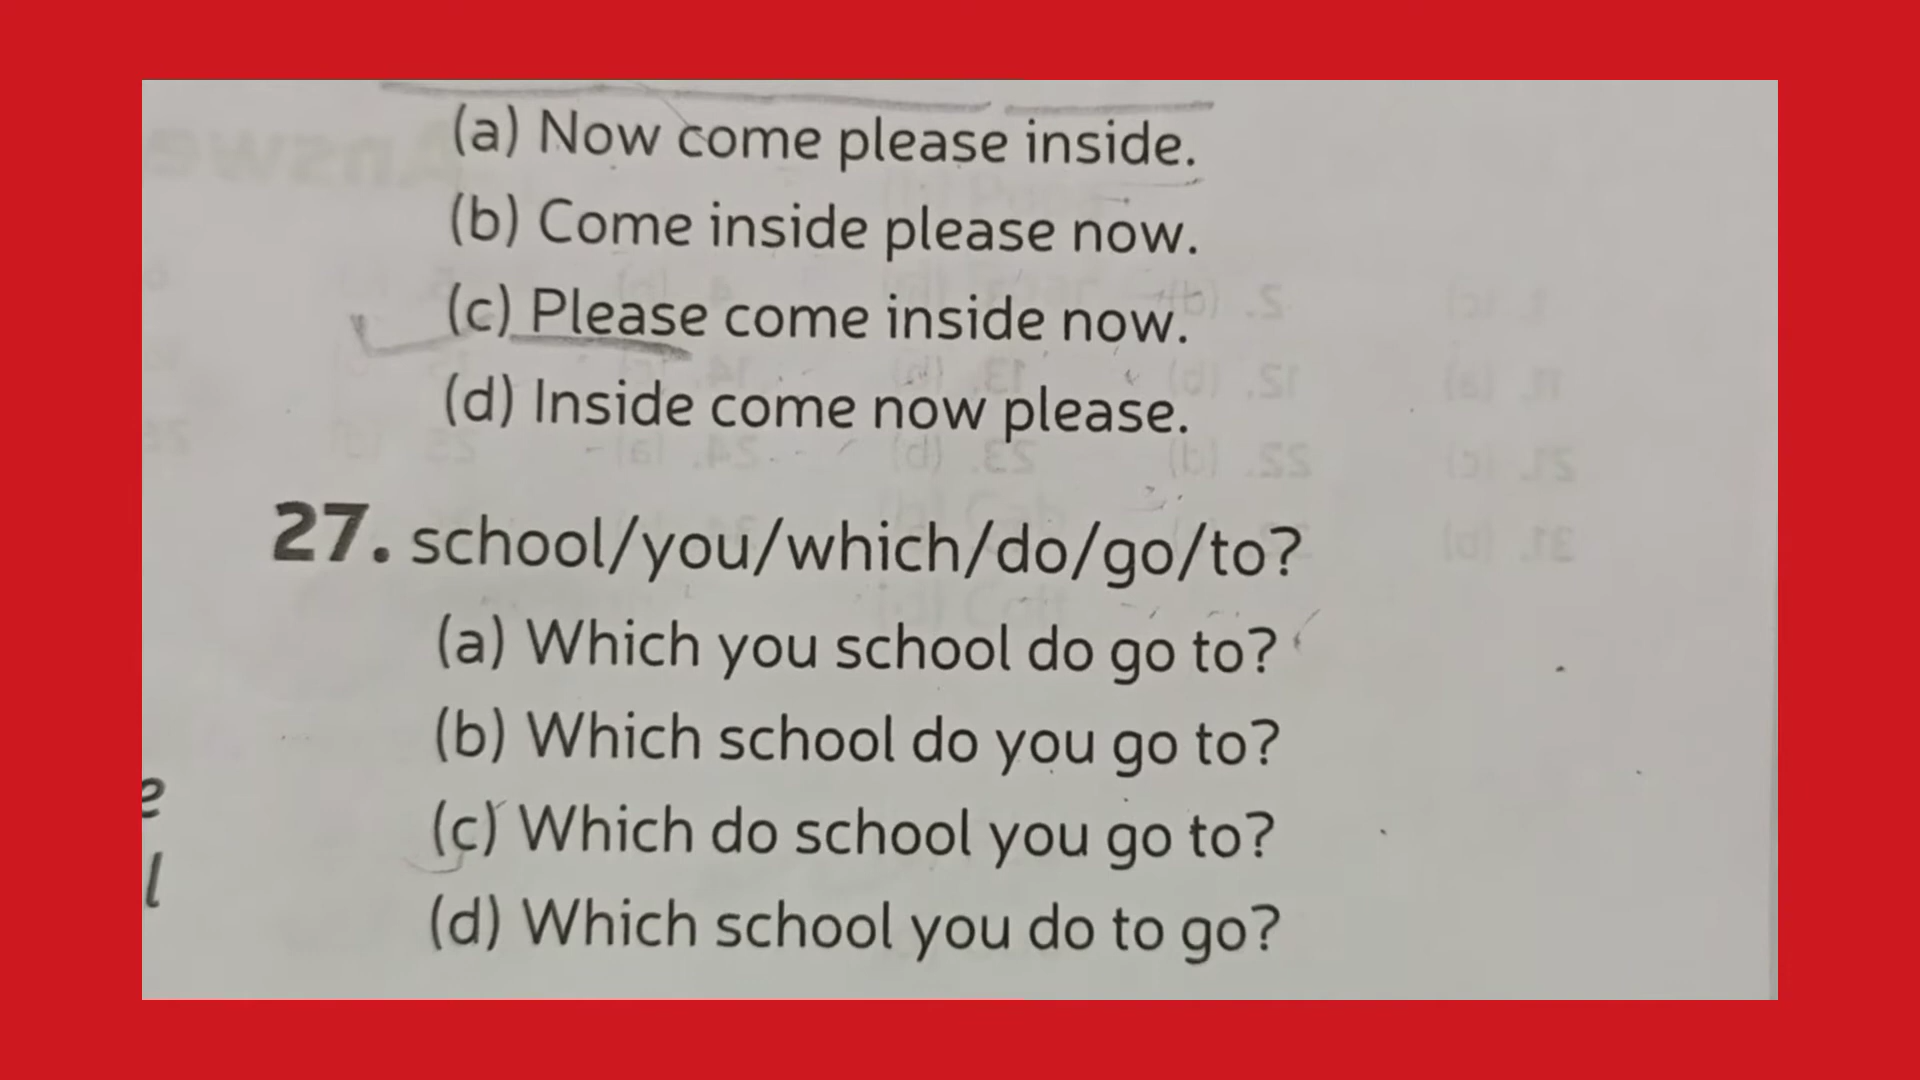 (a) Now come please inside.
(b) Come inside please now.
(c) Please come inside now.
(d) Inside come now please.
27. school/you/which/do/go/to?
(a) Which you school do go to?
(b) Which school do you go to?
(c) Which do school you go to?
(d) Which school you do to go?